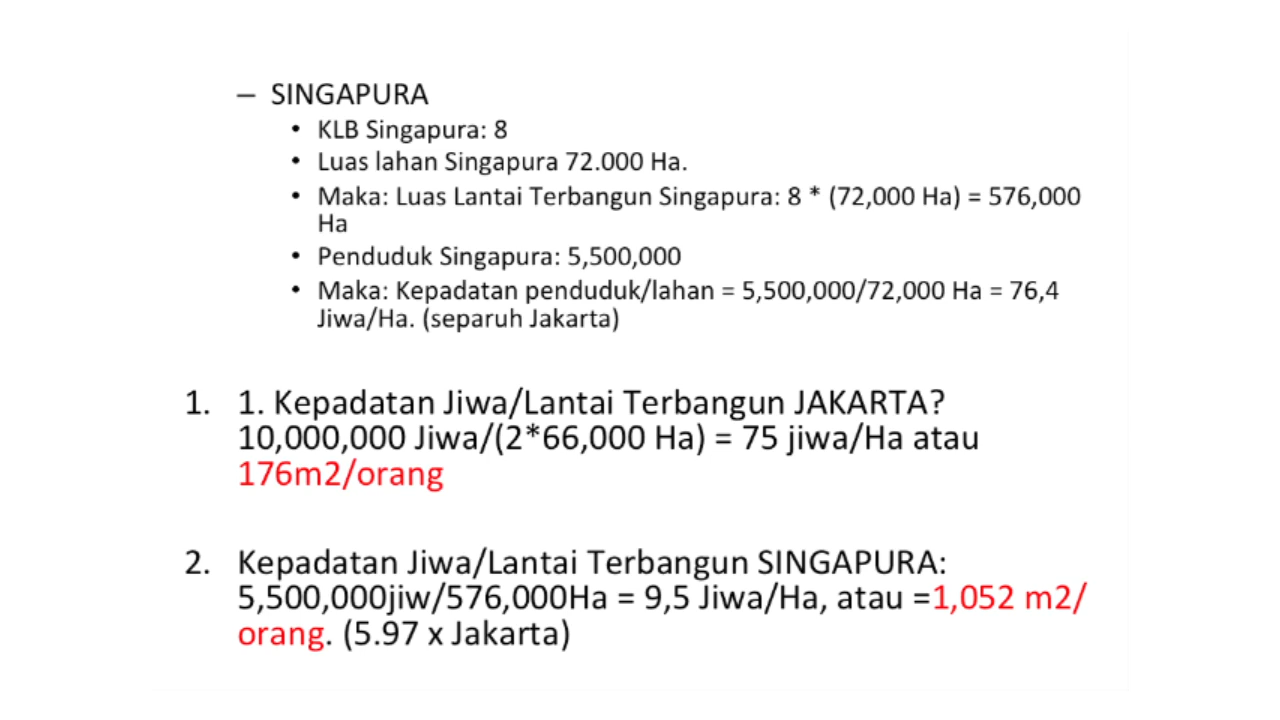 – SINGAPURA
• KLB Singapura: 8
• Luas lahan Singapura 72.000 Ha.
• Maka: Luas Lantai Terbangun Singapura: 8 * (72,000 Ha) = 576,000
Ha
• Penduduk Singapura: 5,500,000
• Maka: Kepadatan penduduk/lahan = 5,500,000/72,000 Ha = 76,4
Jiwa/Ha. (separuh Jakarta)
1. 1. Kepadatan Jiwa/Lantai Terbangun JAKARTA?
10,000,000 Jiwa/(2*66,000 Ha) = 75 jiwa/Ha atau
176m2/orang
2. Kepadatan Jiwa/Lantai Terbangun SINGAPURA:
5,500,000jiw/576,000Ha = 9,5 Jiwa/Ha, atau =1,052 m2/
orang. (5.97 x Jakarta)